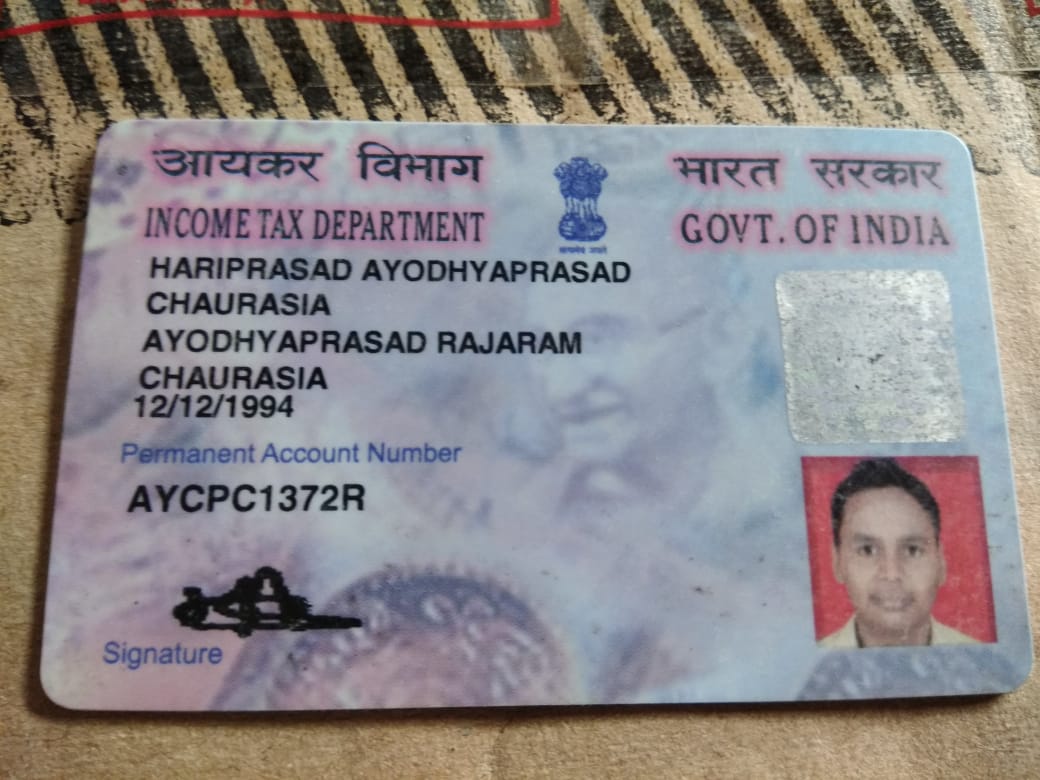 आयकर विभाग
INCOME TAX DEPARTMENT
भारत सरकार
GOVT. OF INDIA
सत्यमेव जयते
HARIPRASAD AYODHYAPRASAD
CHAURASIA
AYODHYAPRASAD RAJARAM
CHAURASIA
12/12/1994
Permanent Account Number
AYCPC1372R
Signature